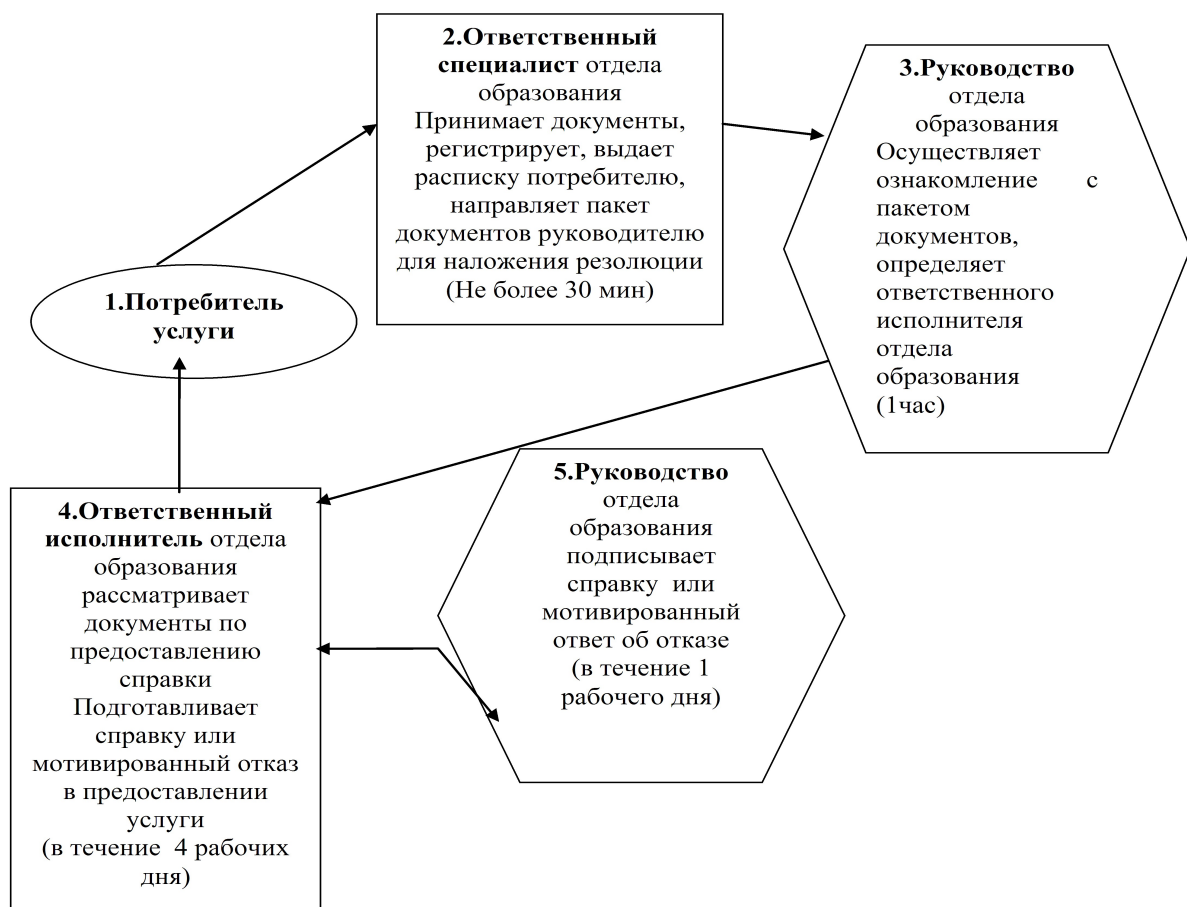 1.Потребитель
услуги
2.Ответственный
специалист отдела
образования
Принимает документы,
регистрирует, выдает
расписку потребителю,
направляет пакет
документов руководителю
для наложения резолюции
(Не более 30 мин)
3.Руководство
отдела
образования
Осуществляет
ознакомление с
пакетом
документов,
определяет
ответственного
исполнителя
отдела
образования
(1час)
4.Ответственный
исполнитель отдела
образования
рассматривает
документы по
предоставлению
справки
Подготавливает
справку или
мотивированный отказ
в предоставлении
услуги
(в течение 4 рабочих
дня)
5.Руководство
отдела
образования
подписывает
справку или
мотивированный
ответ об отказе
(в течение 1
рабочего дня)